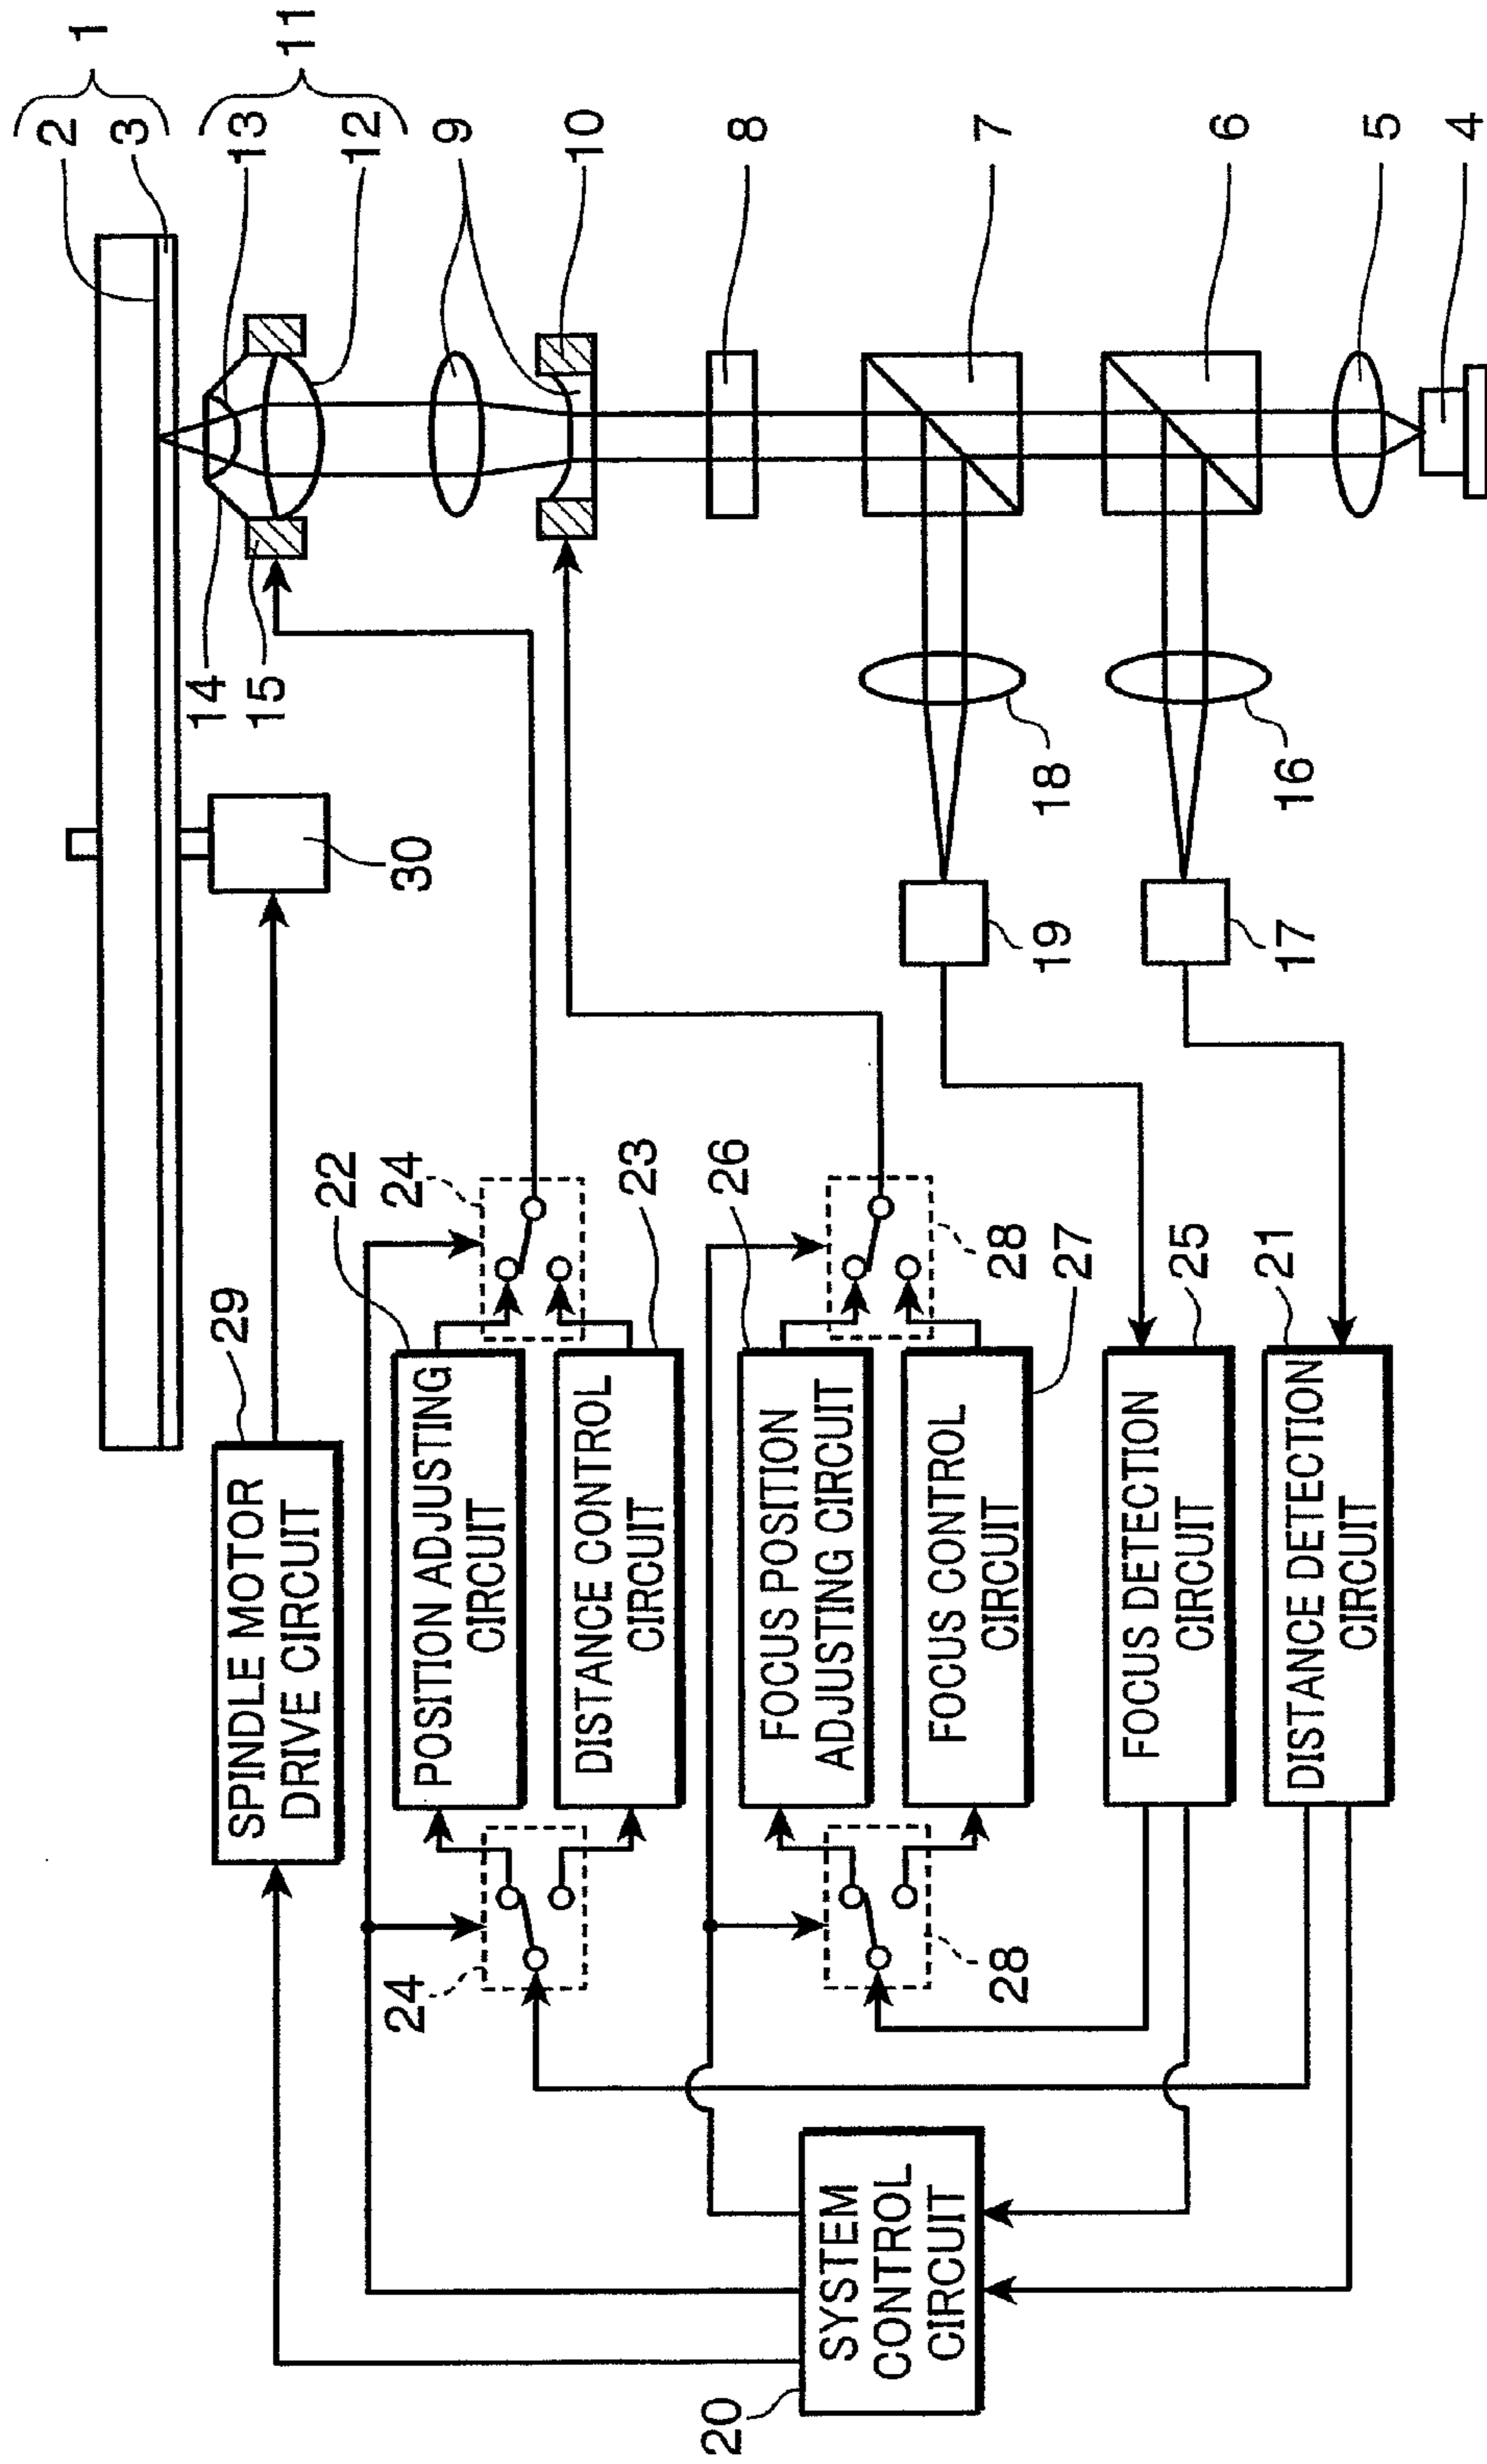 1
2
3
11
13
12
9
10
8
7
6
5
4
14
15
30
18
16
19
17
29
SPINDLE MOTOR
DRIVE CIRCUIT
22
24
POSITION ADJUSTING
CIRCUIT
23
DISTANCE CONTROL
CIRCUIT
24
26
FOCUS POSITION
ADJUSTING CIRCUIT
28
27
FOCUS CONTROL
CIRCUIT
28
25
FOCUS DETECTION
CIRCUIT
21
DISTANCE DETECTION
CIRCUIT
20
SYSTEM
CONTROL
CIRCUIT